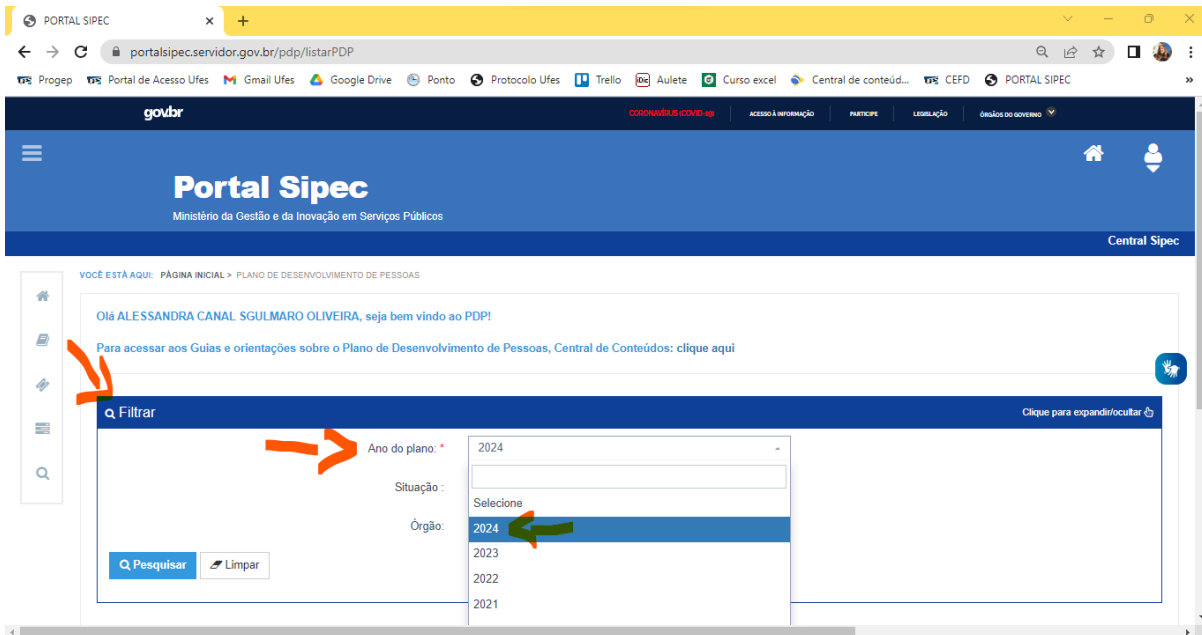 PORTAL SIPEC
portalsipec.servidor.gov.br/pdp/listarPDP
Progep Portal de Acesso Ufes Gmail Ufes Google Drive Ponto Protocolo Ufes Trello Aulete Curso excel Central de conteúd... CEFD PORTAL SIPEC »
gov.br CORONAVÍRUS (COVID-19) ACESSO À INFORMAÇÃO PARTICIPE LEGISLAÇÃO ÓRGÃOS DO GOVERNO
Portal Sipec
Ministério da Gestão e da Inovação em Serviços Públicos
Central Sipec
VOCÊ ESTÁ AQUI: PÁGINA INICIAL > PLANO DE DESENVOLVIMENTO DE PESSOAS
Olá ALESSANDRA CANAL SGULMARO OLIVEIRA, seja bem vindo ao PDP!
Para acessar aos Guias e orientações sobre o Plano de Desenvolvimento de Pessoas, Central de Conteúdos: clique aqui
Filtrar Clique para expandir/ocultar
Ano do plano: * 2024
Situação :
Selecione
Órgão:
2024
2023
Pesquisar Limpar
2022
2021